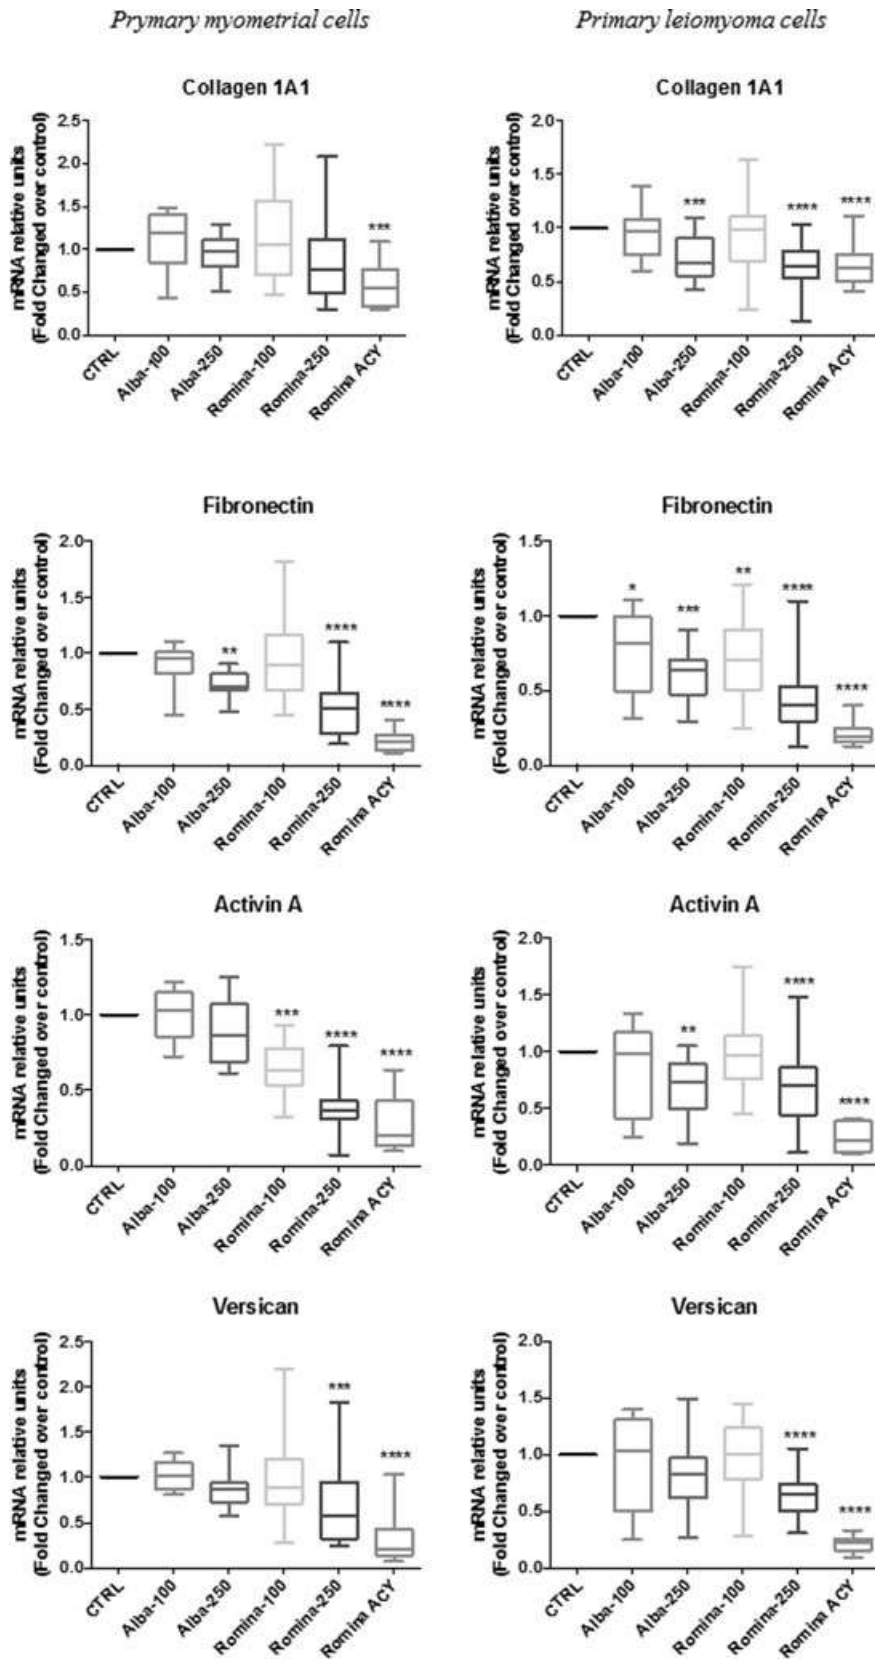 Prymary myometrial cells
Primary leiomyoma cells
Collagen 1A1
mRNA relative units
(Fold Changed over control)
2.5
2.0
1.5
1.0
0.5
0.0
***
CTRL
Alba-100
Alba-250
Romina-100
Romina-250
Romina ACY
Collagen 1A1
mRNA relative units
(Fold Changed over control)
2.0
1.5
1.0
0.5
0.0
***
****
****
CTRL
Alba-100
Alba-250
Romina-100
Romina-250
Romina ACY
Fibronectin
mRNA relative units
(Fold Changed over control)
2.0
1.5
1.0
0.5
0.0
**
****
****
CTRL
Alba-100
Alba-250
Romina-100
Romina-250
Romina ACY
Fibronectin
mRNA relative units
(Fold Changed over control)
1.5
1.0
0.5
0.0
*
***
**
****
****
CTRL
Alba-100
Alba-250
Romina-100
Romina-250
Romina ACY
Activin A
mRNA relative units
(Fold Changed over control)
1.5
1.0
0.5
0.0
***
****
****
CTRL
Alba-100
Alba-250
Romina-100
Romina-250
Romina ACY
Activin A
mRNA relative units
(Fold Changed over control)
2.0
1.5
1.0
0.5
0.0
**
****
****
CTRL
Alba-100
Alba-250
Romina-100
Romina-250
Romina ACY
Versican
mRNA relative units
(Fold Changed over control)
2.5
2.0
1.5
1.0
0.5
0.0
***
****
CTRL
Alba-100
Alba-250
Romina-100
Romina-250
Romina ACY
Versican
mRNA relative units
(Fold Changed over control)
2.0
1.5
1.0
0.5
0.0
****
****
CTRL
Alba-100
Alba-250
Romina-100
Romina-250
Romina ACY